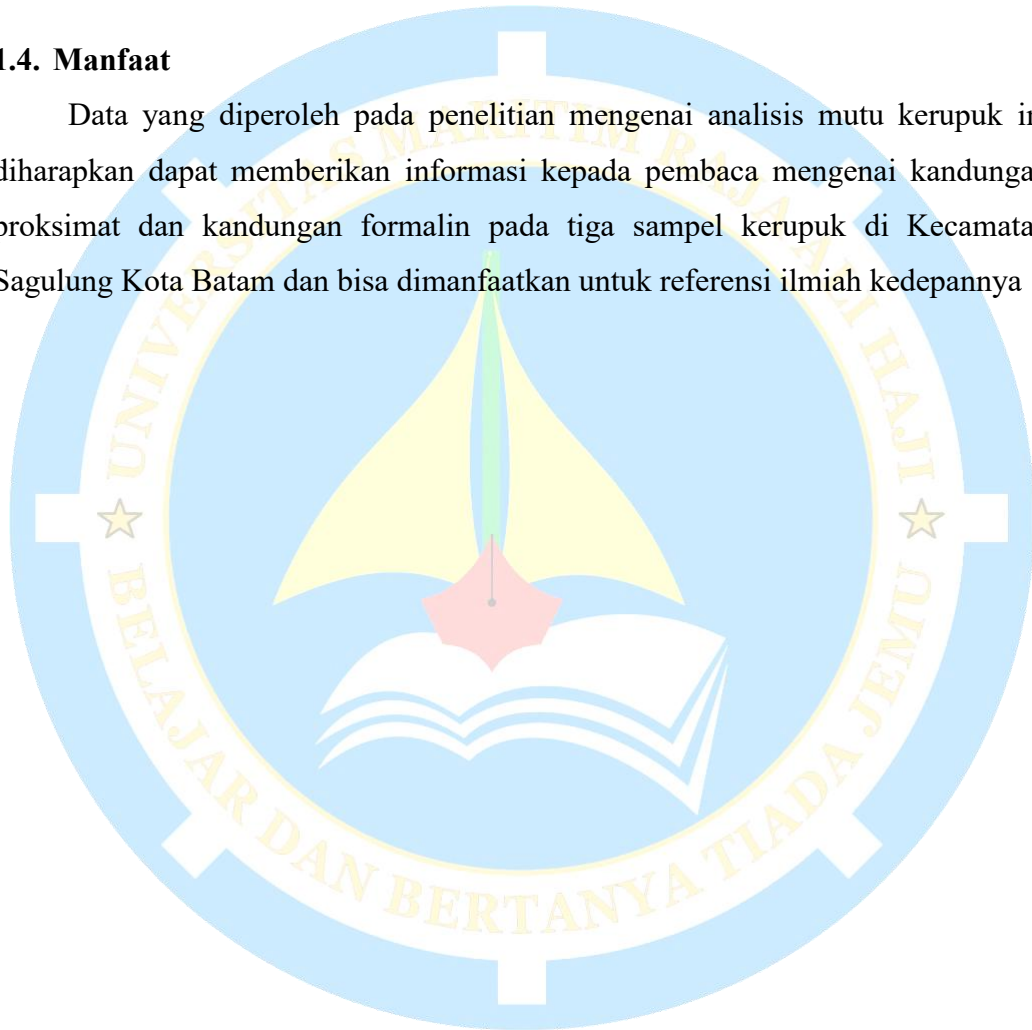 1.4. Manfaat
Data yang diperoleh pada penelitian mengenai analisis mutu kerupuk in
diharapkan dapat memberikan informasi kepada pembaca mengenai kandunga
proksimat dan kandungan formalin pada tiga sampel kerupuk di Kecamata
Sagulung Kota Batam dan bisa dimanfaatkan untuk referensi ilmiah kedepannya
UNIVERSITAS MARITIM RAJA ALI HAJI
BELAJAR DAN BERTANYA TIADA JEMU